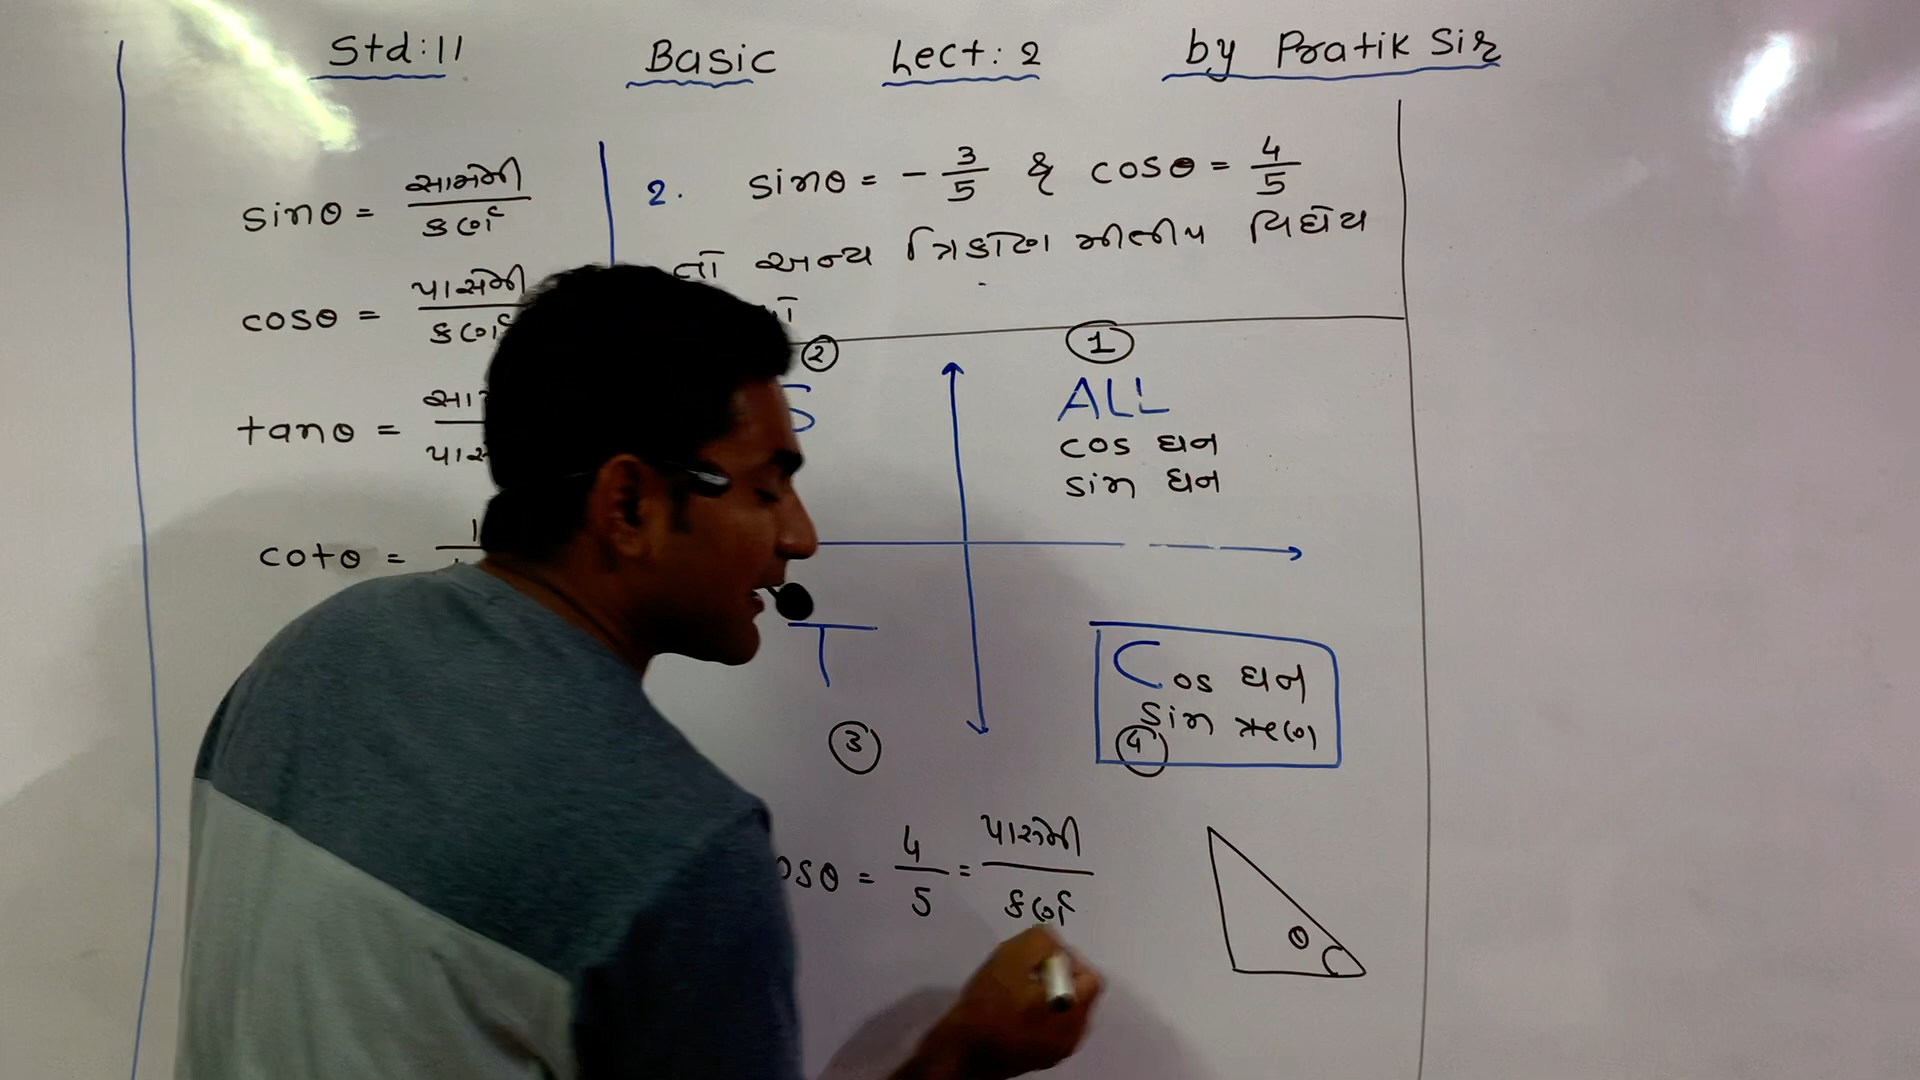 Std:11 Basic Lect: 2 by Pratik Sir
sinθ = સામેની / કર્ણ
cosθ = પાસેની / કર્ણ
tanθ =
cotθ = 1
2. sinθ = - 3/5 & cosθ = 4/5
તો અન્ય ત્રિકોણ મીતીય વિધેય
2
S
1
ALL
cos ધન
sin ધન
T
3
Cos ધન
sin ઋણ
4
osθ = 4/5 = પાસેની / કર્ણ
θ